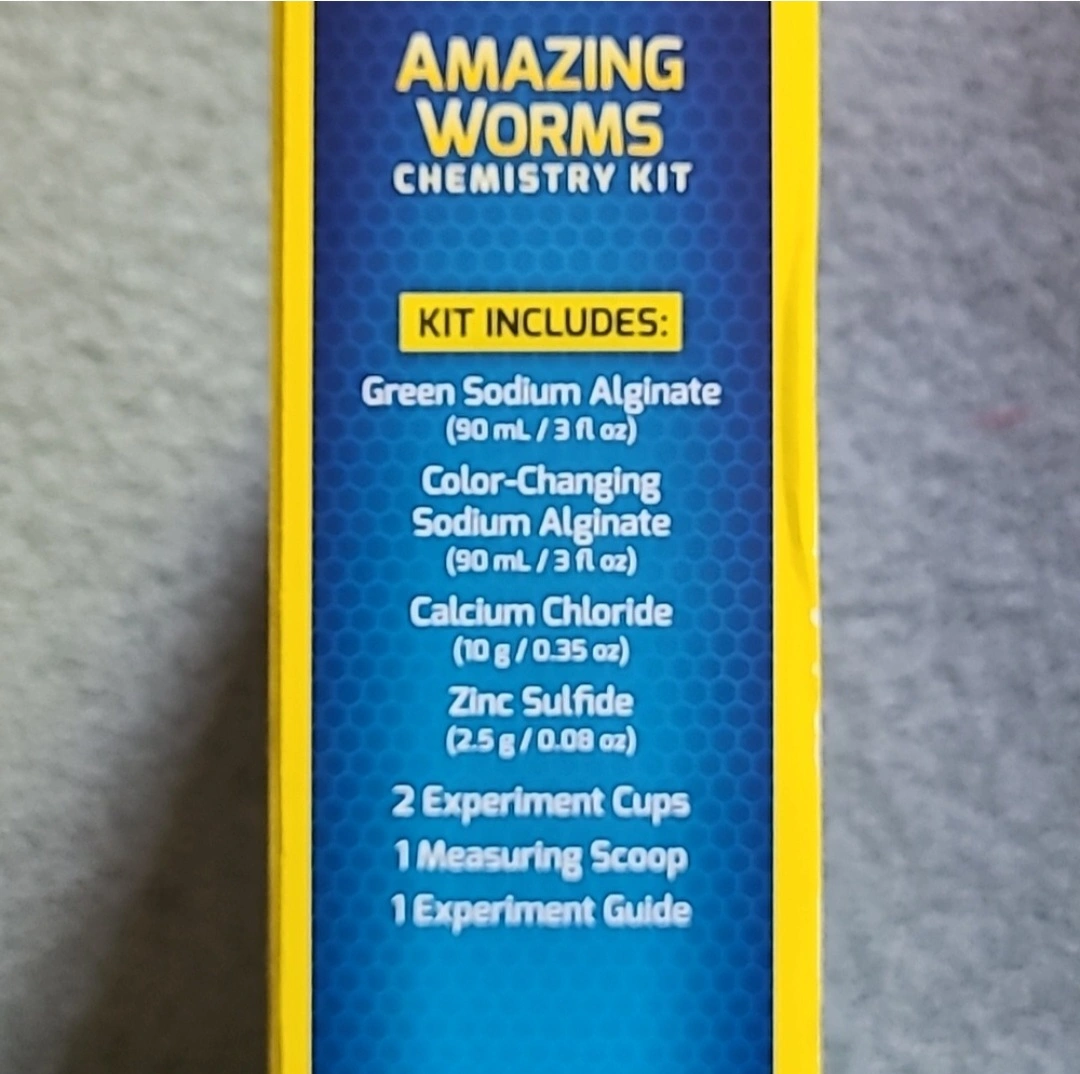 AMAZING
WORMS
CHEMISTRY KIT
KIT INCLUDES:
Green Sodium Alginate
(90 mL / 3 fl oz)
Color-Changing
Sodium Alginate
(90 mL / 3 fl oz)
Calcium Chloride
(10 g / 0.35 oz)
Zinc Sulfide
(2.5 g / 0.08 oz)
2 Experiment Cups
1 Measuring Scoop
1 Experiment Guide